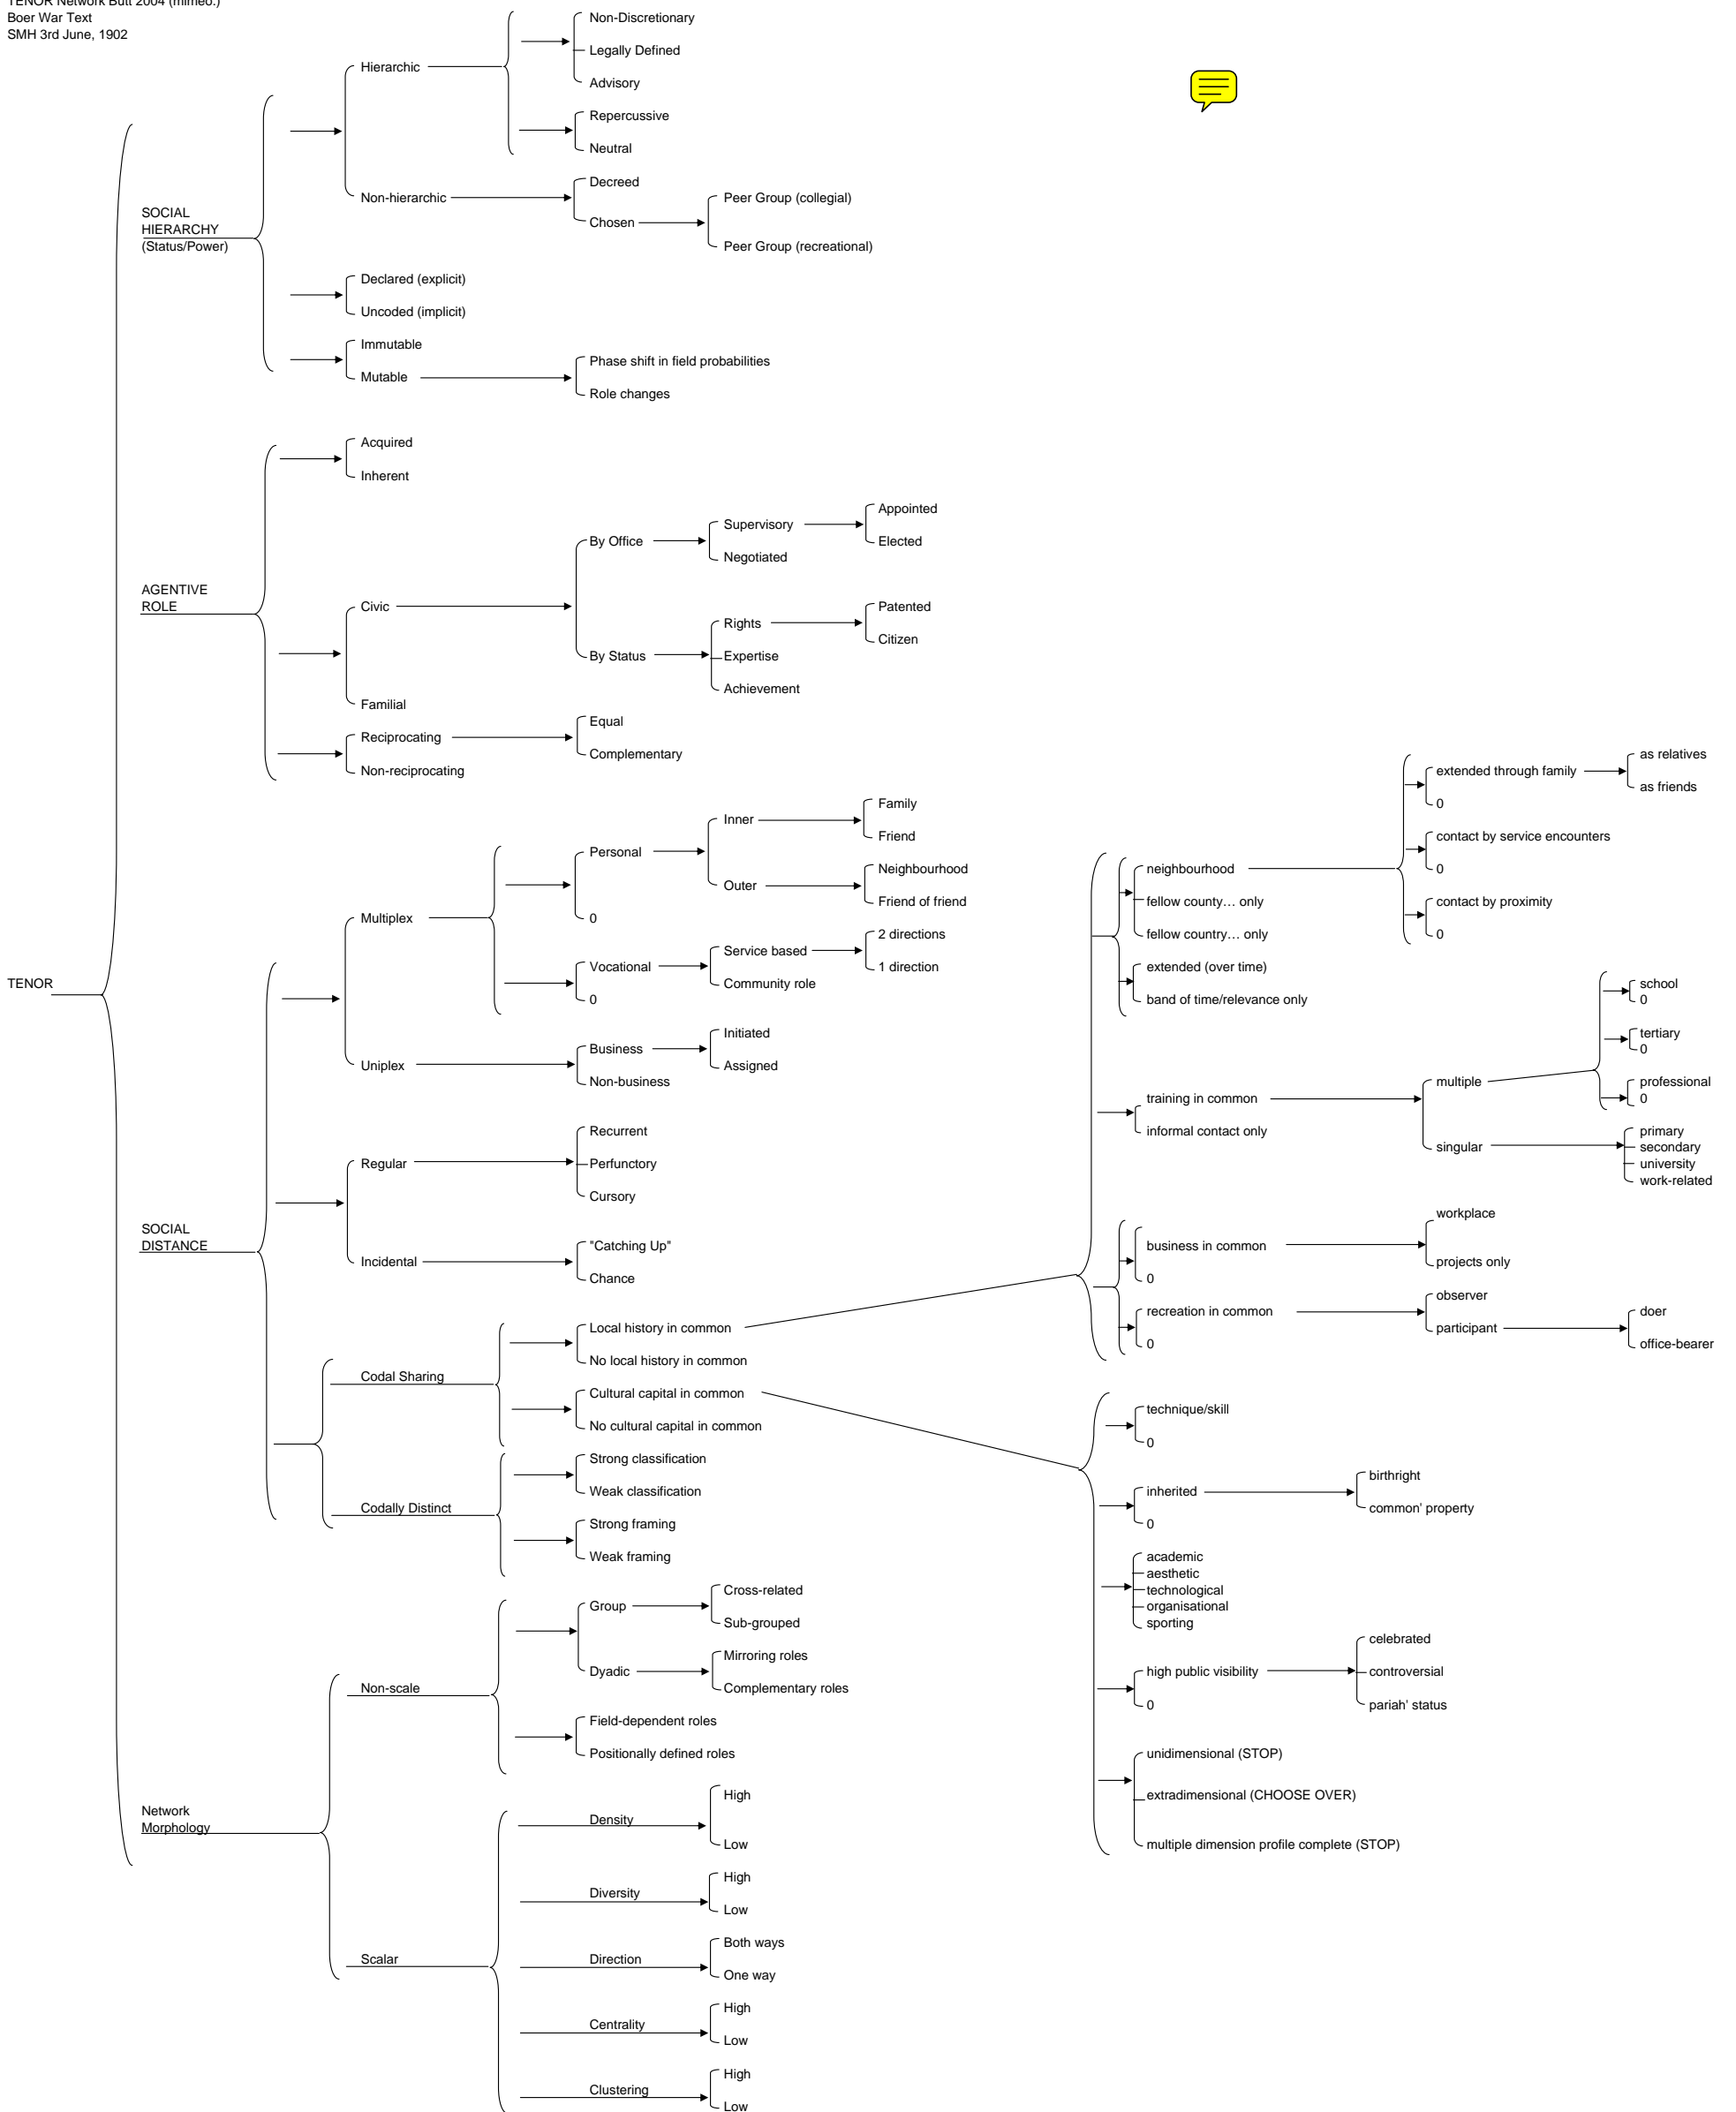 TENOR Network Butt 2004 (mimeo.)
Boer War Text
SMH 3rd June, 1902
TENOR
SOCIAL
HIERARCHY
(Status/Power)
Hierarchic
Non-Discretionary
Legally Defined
Advisory
Repercussive
Neutral
Non-hierarchic
Decreed
Chosen
Peer Group (collegial)
Peer Group (recreational)
Declared (explicit)
Uncoded (implicit)
Immutable
Mutable
Phase shift in field probabilities
Role changes
AGENTIVE
ROLE
Acquired
Inherent
Civic
By Office
Supervisory
Appointed
Elected
Negotiated
By Status
Rights
Patented
Citizen
Expertise
Achievement
Familial
Reciprocating
Equal
Complementary
Non-reciprocating
SOCIAL
DISTANCE
Multiplex
Personal
Inner
Family
Friend
Outer
Neighbourhood
Friend of friend
0
Vocational
Service based
2 directions
1 direction
Community role
0
Uniplex
Business
Initiated
Assigned
Non-business
Regular
Recurrent
Perfunctory
Cursory
Incidental
"Catching Up"
Chance
Codal Sharing
Local history in common
No local history in common
Cultural capital in common
No cultural capital in common
Codally Distinct
Strong classification
Weak classification
Strong framing
Weak framing
neighbourhood
extended through family
as relatives
as friends
0
contact by service encounters
0
contact by proximity
0
fellow county… only
fellow country… only
extended (over time)
band of time/relevance only
training in common
multiple
school
0
tertiary
0
professional
0
singular
primary
secondary
university
work-related
informal contact only
business in common
workplace
projects only
0
recreation in common
observer
participant
doer
office-bearer
0
technique/skill
0
inherited
birthright
common' property
0
academic
aesthetic
technological
organisational
sporting
high public visibility
celebrated
controversial
pariah' status
0
unidimensional (STOP)
extradimensional (CHOOSE OVER)
multiple dimension profile complete (STOP)
Network
Morphology
Non-scale
Group
Cross-related
Sub-grouped
Dyadic
Mirroring roles
Complementary roles
Field-dependent roles
Positionally defined roles
Scalar
Density
High
Low
Diversity
High
Low
Direction
Both ways
One way
Centrality
High
Low
Clustering
High
Low